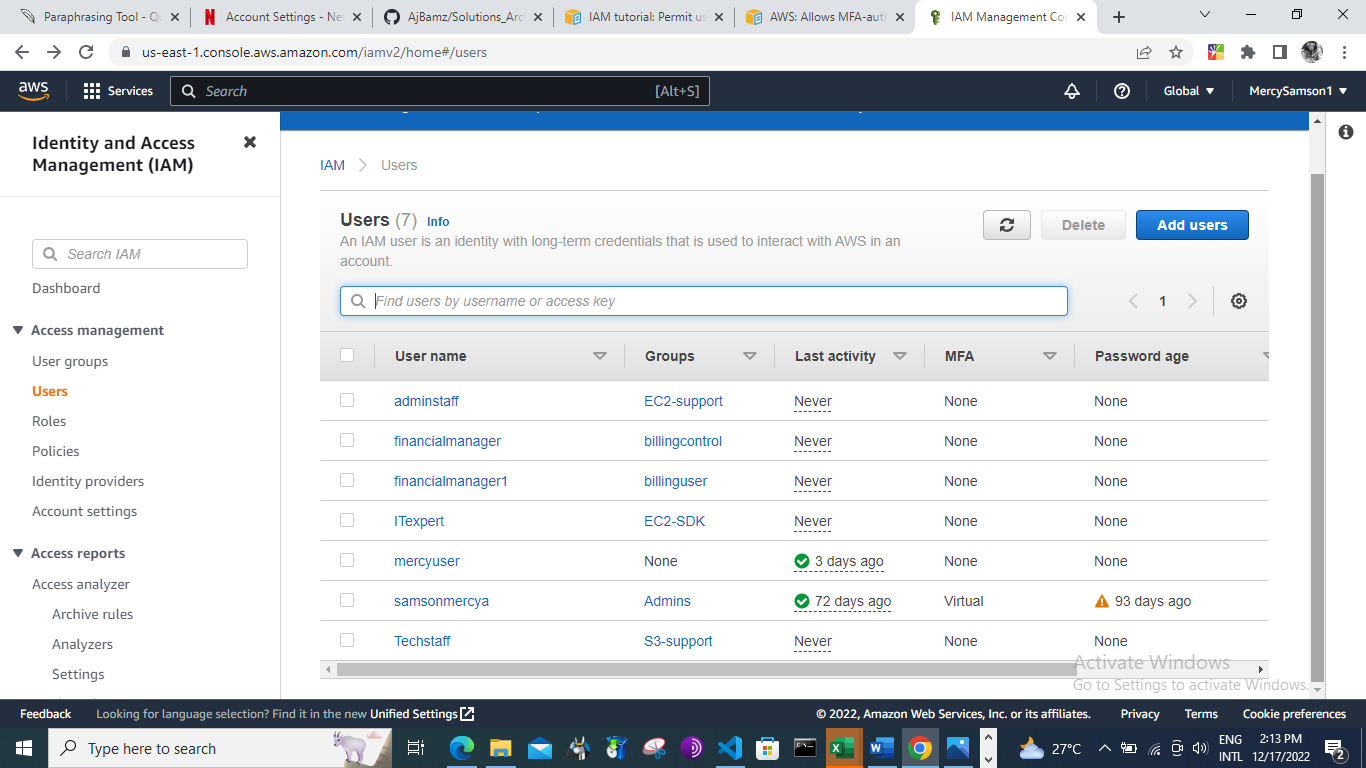 Paraphrasing Tool - Qu
Account Settings - Net
AjBamz/Solutions_Arc
IAM tutorial: Permit us
AWS: Allows MFA-auth
IAM Management Con
us-east-1.console.aws.amazon.com/iamv2/home#/users
aws
Services
Search
[Alt+S]
Global
MercySamson1
Identity and Access
Management (IAM)
Search IAM
Dashboard
Access management
User groups
Users
Roles
Policies
Identity providers
Account settings
Access reports
Access analyzer
Archive rules
Analyzers
Settings
IAM
Users
Users (7) Info
An IAM user is an identity with long-term credentials that is used to interact with AWS in an
account.
Delete
Add users
Find users by username or access key
1
User name Groups Last activity MFA Password age
adminstaff EC2-support Never None None
financialmanager billingcontrol Never None None
financialmanager1 billinguser Never None None
ITexpert EC2-SDK Never None None
mercyuser None 3 days ago None None
samsonmercya Admins 72 days ago Virtual 93 days ago
Techstaff S3-support Never None None
Activate Windows
Go to Settings to activate Windows.
Feedback Looking for language selection? Find it in the new Unified Settings
© 2022, Amazon Web Services, Inc. or its affiliates. Privacy Terms Cookie preferences
Type here to search
27°C
ENG
INTL
2:13 PM
12/17/2022
2